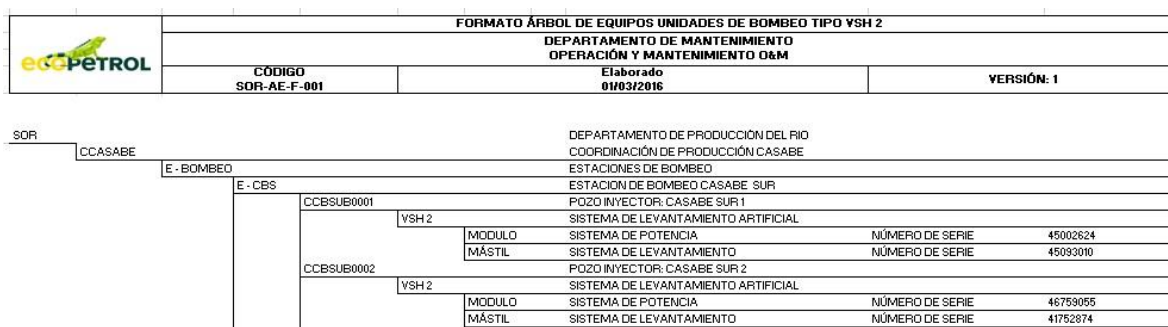 ecopetrol
FORMATO ÁRBOL DE EQUIPOS UNIDADES DE BOMBEO TIPO VSH 2
DEPARTAMENTO DE MANTENIMIENTO
OPERACIÓN Y MANTENIMIENTO O&M
CÓDIGO
SOR-AE-F-001
Elaborado
01/03/2016
VERSIÓN: 1
SOR DEPARTAMENTO DE PRODUCCIÓN DEL RIO
CCASABE COORDINACIÓN DE PRODUCCIÓN CASABE
E - BOMBEO ESTACIONES DE BOMBEO
E - CBS ESTACION DE BOMBEO CASABE SUR
CCBSUB0001 POZO INYECTOR: CASABE SUR 1
VSH 2 SISTEMA DE LEVANTAMIENTO ARTIFICIAL
MODULO SISTEMA DE POTENCIA NÚMERO DE SERIE 45002624
MÁSTIL SISTEMA DE LEVANTAMIENTO NÚMERO DE SERIE 45093010
CCBSUB0002 POZO INYECTOR: CASABE SUR 2
VSH 2 SISTEMA DE LEVANTAMIENTO ARTIFICIAL
MODULO SISTEMA DE POTENCIA NÚMERO DE SERIE 46759055
MÁSTIL SISTEMA DE LEVANTAMIENTO NÚMERO DE SERIE 41752874